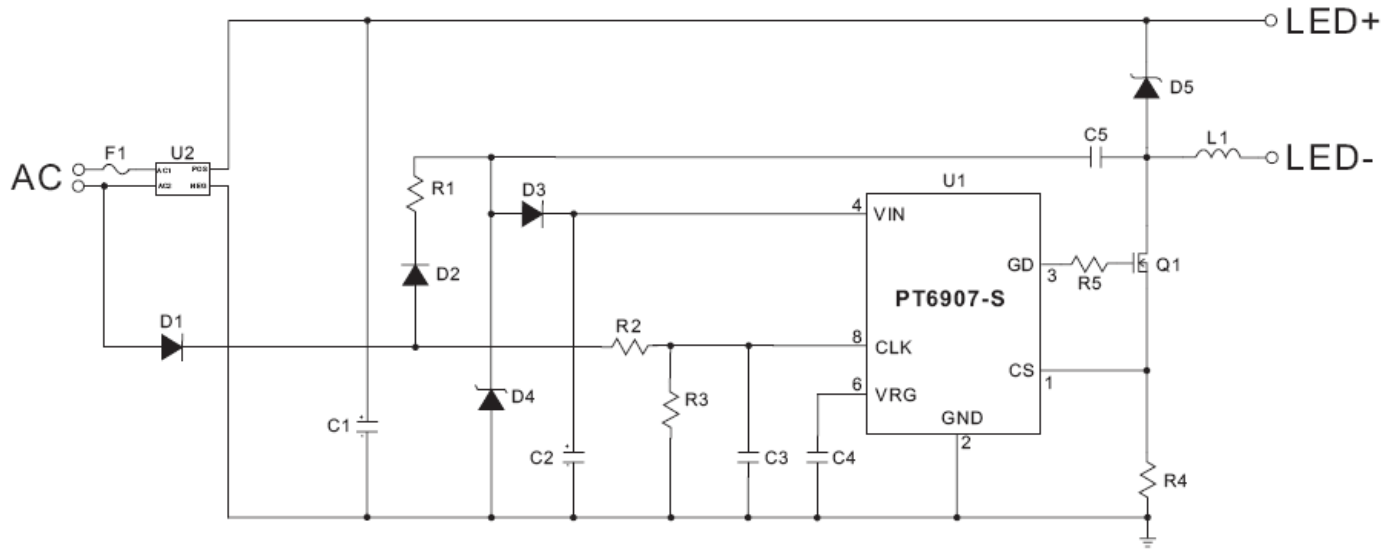 LED+
D5
C5
L1
LED-
F1
U2
AC
AC1
POS
AC2
NEG
R1
D3
U1
4
VIN
D2
GD
3
R5
Q1
PT6907-S
D1
R2
8
CLK
CS
1
6
VRG
D4
R3
GND
2
C1
+
-
C2
+
-
C3
C4
R4